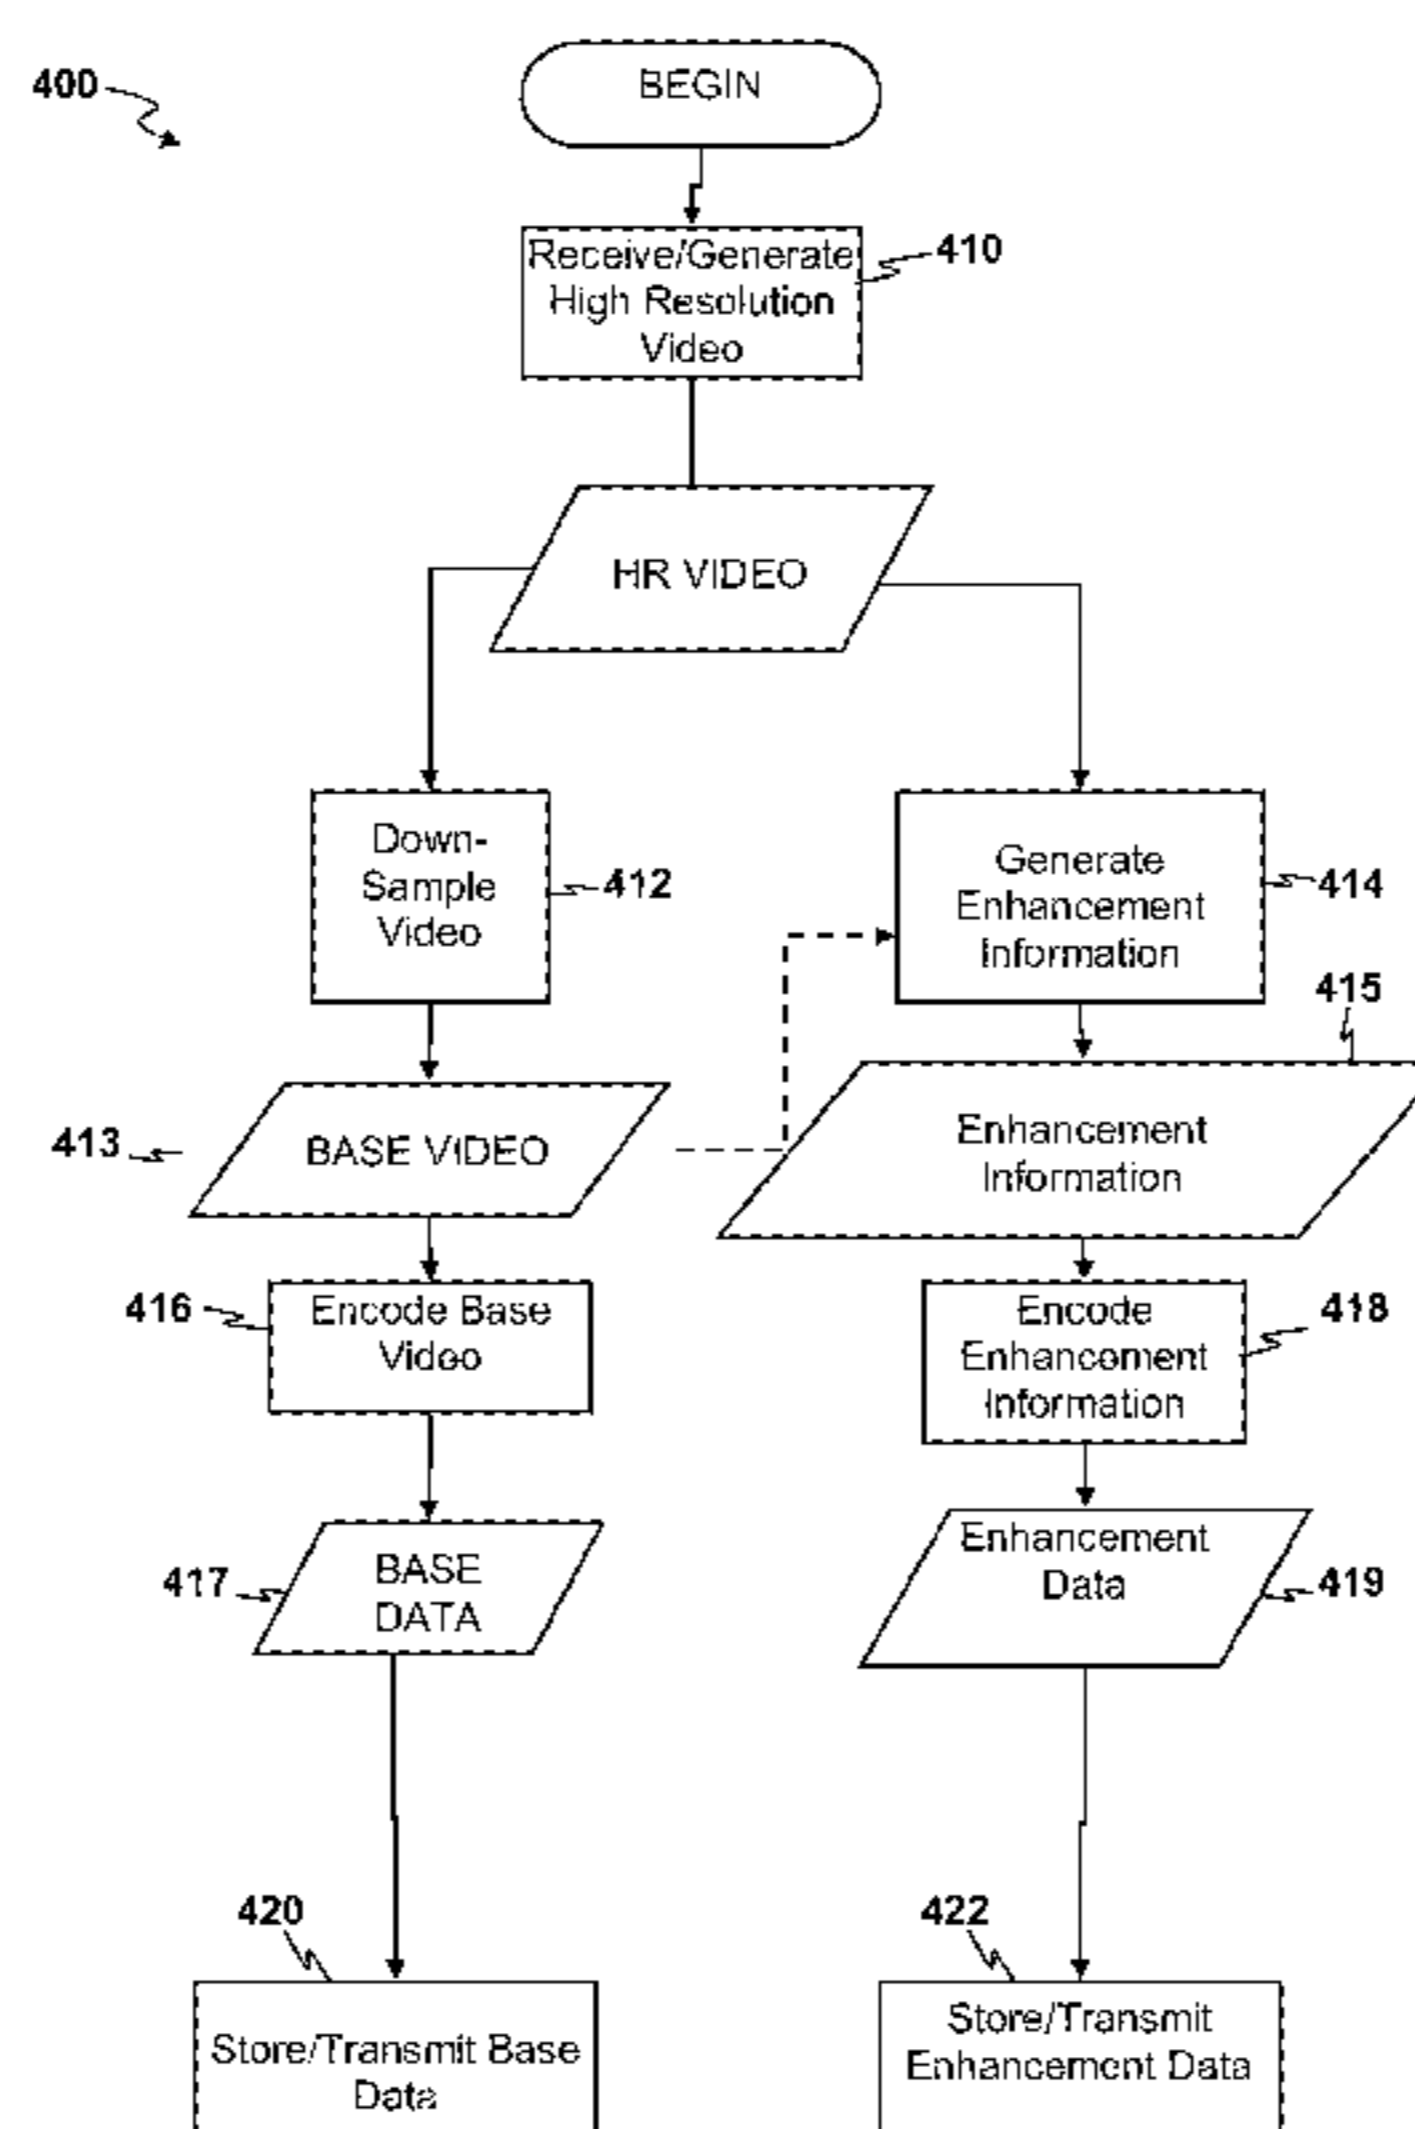 400
BEGIN
Receive/Generate
High Resolution
Video
410
HR VIDEO
Down-
Sample
Video
412
Generate
Enhancement
Information
414
415
413
BASE VIDEO
Enhancement
Information
416
Encode Base
Video
Encode
Enhancement
Information
418
417
BASE
DATA
Enhancement
Data
419
420
422
Store/Transmit Base
Data
Store/Transmit
Enhancement Data